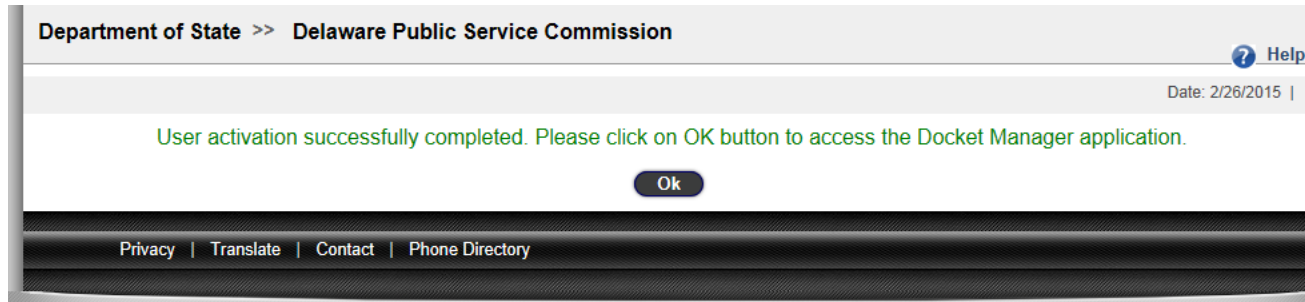 Department of State >> Delaware Public Service Commission
? Help
Date: 2/26/2015 |
User activation successfully completed. Please click on OK button to access the Docket Manager application.
Ok
Privacy | Translate | Contact | Phone Directory